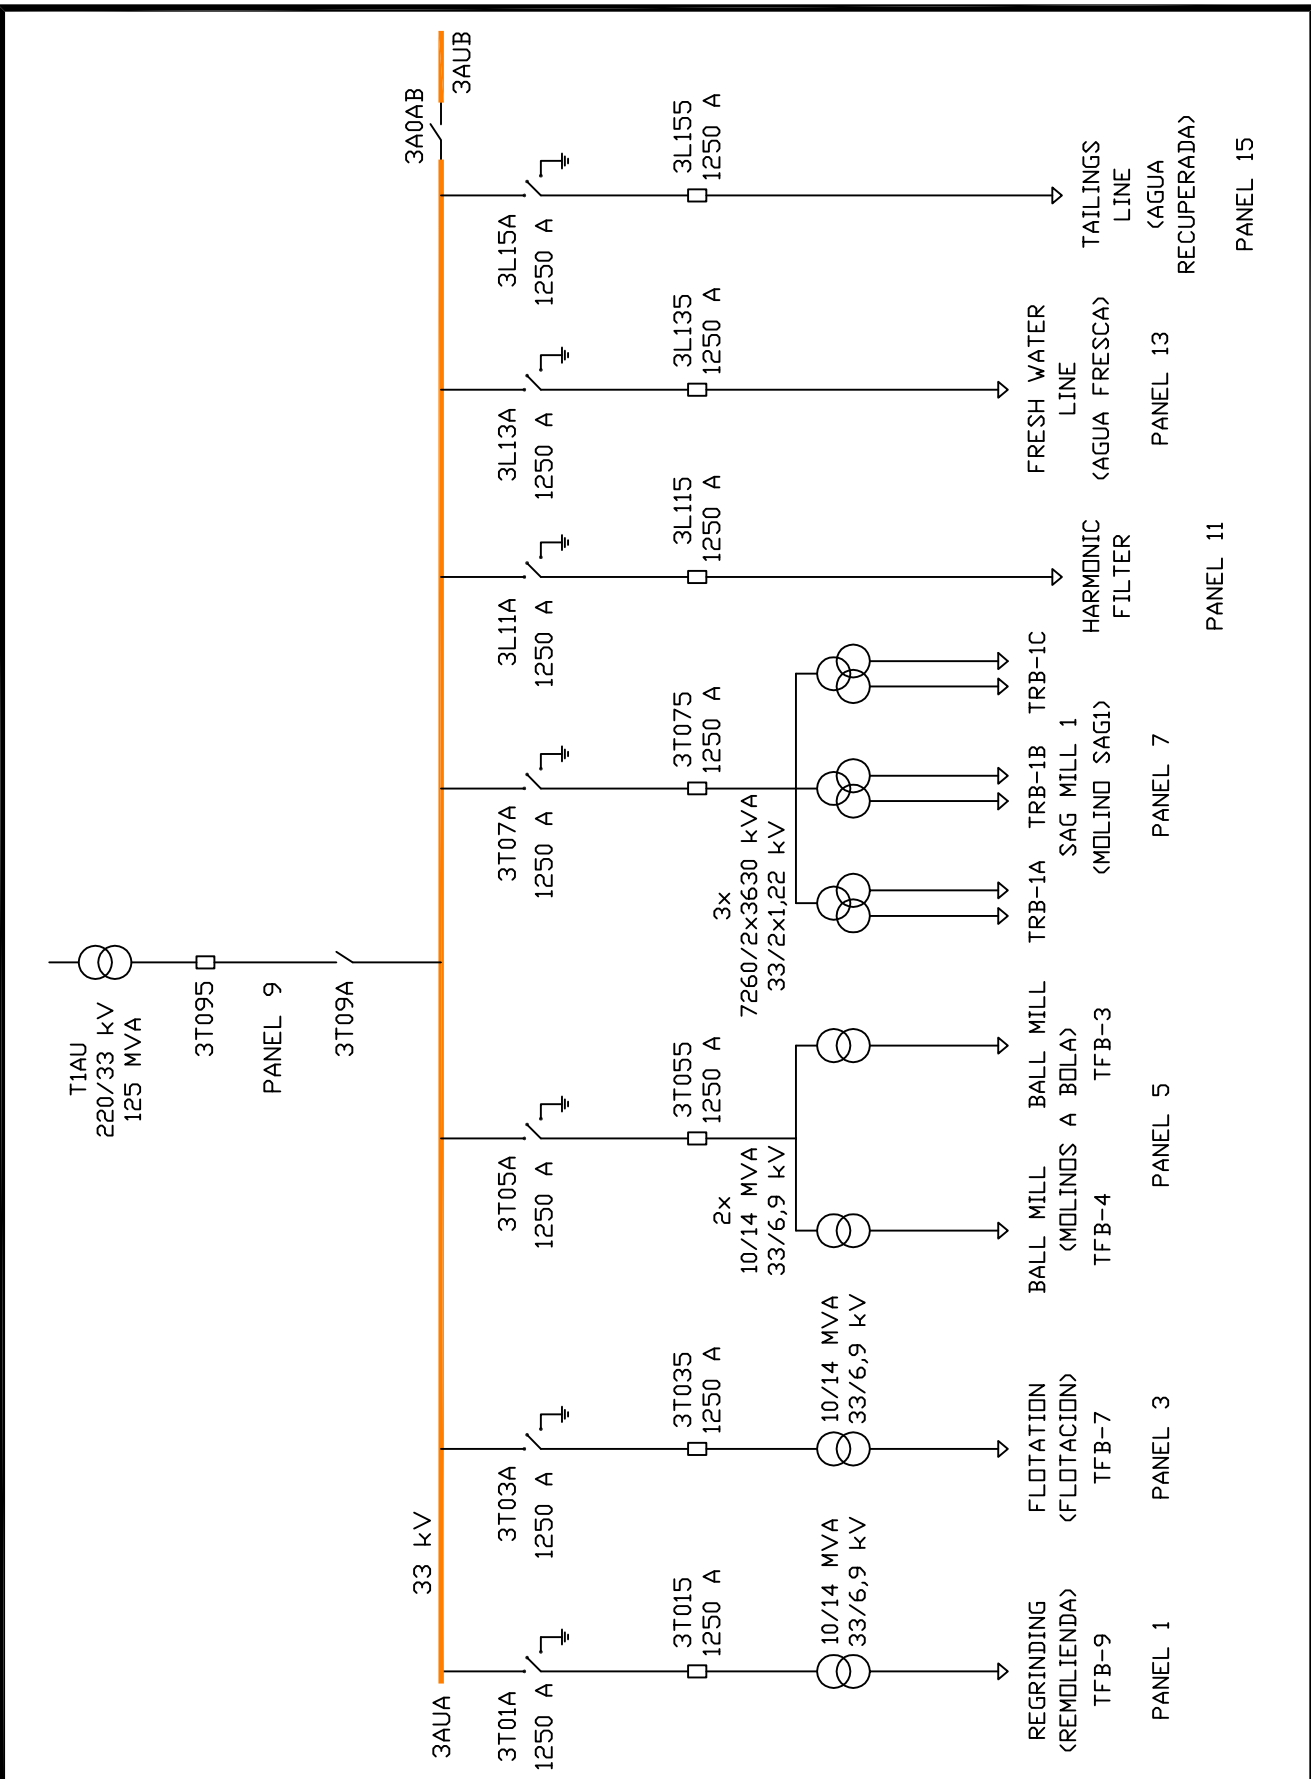 T1AU
220/33 kV
125 MVA
3T095
PANEL 9
3T09A
33 kV
3AUA
3A0AB
3AUB
3T01A
1250 A
3T015
1250 A
10/14 MVA
33/6,9 kV
REGRINDING
(REMOLIENDA)
TFB-9
PANEL 1
3T03A
1250 A
3T035
1250 A
10/14 MVA
33/6,9 kV
FLOTATION
(FLOTACION)
TFB-7
PANEL 3
3T05A
1250 A
3T055
1250 A
2x
10/14 MVA
33/6,9 kV
BALL MILL BALL MILL
(MOLINOS A BOLA)
TFB-4 TFB-3
PANEL 5
3T07A
1250 A
3T075
1250 A
3x
7260/2x3630 kVA
33/2x1,22 kV
TRB-1A TRB-1B TRB-1C
SAG MILL 1
(MOLINO SAG1)
PANEL 7
3L11A
1250 A
3L115
1250 A
HARMONIC
FILTER
PANEL 11
3L13A
1250 A
3L135
1250 A
FRESH WATER
LINE
(AGUA FRESCA)
PANEL 13
3L15A
1250 A
3L155
1250 A
TAILINGS
LINE
(AGUA
RECUPERADA)
PANEL 15